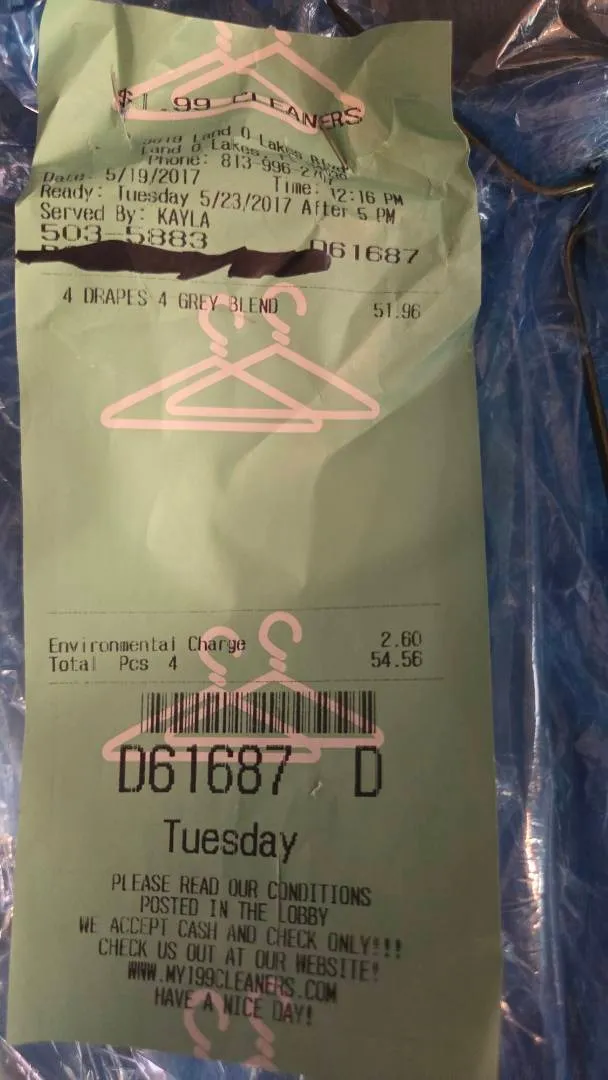 $1.99 CLEANERS
Land O Lakes Blvd
Land O Lakes,
Phone: 813-996-
Date: 5/19/2017 Time: 12:16 PM
Ready: Tuesday 5/23/2017 After 5 PM
Served By: KAYLA
503-5883
D61687
4 DRAPES 4 GREY BLEND 51.96
Environmental Charge 2.60
Total Pcs 4 54.56
D61687 D
Tuesday
PLEASE READ OUR CONDITIONS
POSTED IN THE LOBBY
WE ACCEPT CASH AND CHECK ONLY!!!
CHECK US OUT AT OUR WEBSITE!
WWW.MY199CLEANERS.COM
HAVE A NICE DAY!